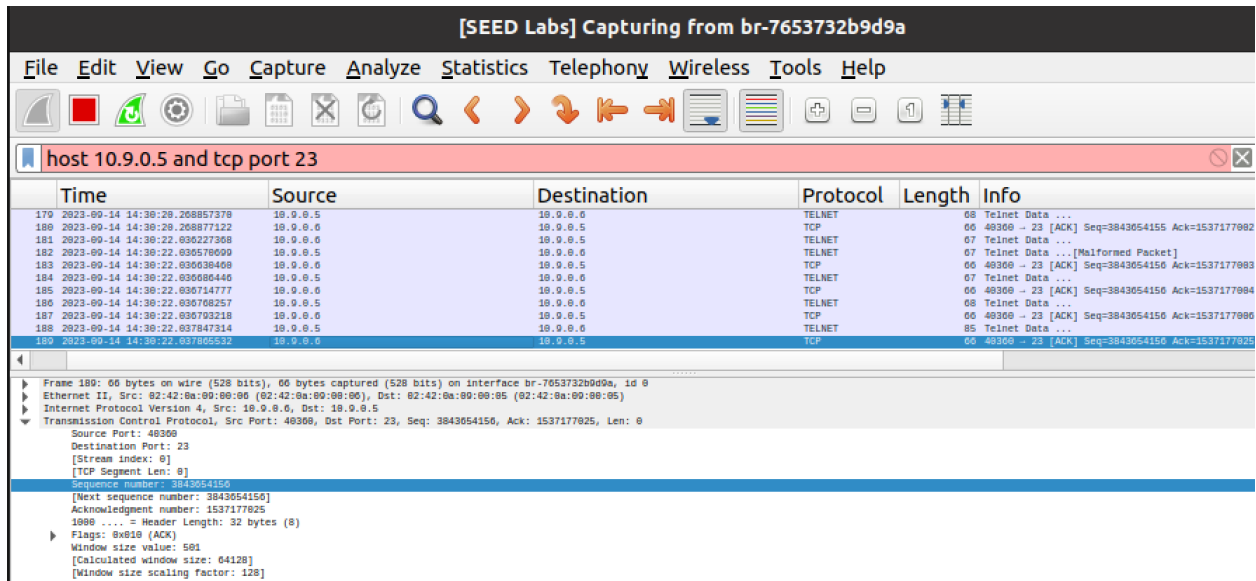 [SEED Labs] Capturing from br-7653732b9d9a
File Edit View Go Capture Analyze Statistics Telephony Wireless Tools Help
host 10.9.0.5 and tcp port 23
Time Source Destination Protocol Length Info
179 2023-09-14 14:30:20.268857370 10.9.0.5 10.9.0.6 TELNET 68 Telnet Data ...
180 2023-09-14 14:30:20.268877122 10.9.0.6 10.9.0.5 TCP 66 40360 → 23 [ACK] Seq=3843654155 Ack=1537177002
181 2023-09-14 14:30:22.036227368 10.9.0.6 10.9.0.5 TELNET 67 Telnet Data ...
182 2023-09-14 14:30:22.036570699 10.9.0.5 10.9.0.6 TELNET 67 Telnet Data ...[Malformed Packet]
183 2023-09-14 14:30:22.036630460 10.9.0.6 10.9.0.5 TCP 66 40360 → 23 [ACK] Seq=3843654156 Ack=1537177003
184 2023-09-14 14:30:22.036686446 10.9.0.5 10.9.0.6 TELNET 67 Telnet Data ...
185 2023-09-14 14:30:22.036714777 10.9.0.6 10.9.0.5 TCP 66 40360 → 23 [ACK] Seq=3843654156 Ack=1537177004
186 2023-09-14 14:30:22.036768257 10.9.0.5 10.9.0.6 TELNET 68 Telnet Data ...
187 2023-09-14 14:30:22.036793218 10.9.0.6 10.9.0.5 TCP 66 40360 → 23 [ACK] Seq=3843654156 Ack=1537177006
188 2023-09-14 14:30:22.037847314 10.9.0.5 10.9.0.6 TELNET 85 Telnet Data ...
189 2023-09-14 14:30:22.037865532 10.9.0.6 10.9.0.5 TCP 66 40360 → 23 [ACK] Seq=3843654156 Ack=1537177025
Frame 189: 66 bytes on wire (528 bits), 66 bytes captured (528 bits) on interface br-7653732b9d9a, id 0
Ethernet II, Src: 02:42:0a:09:00:06 (02:42:0a:09:00:06), Dst: 02:42:0a:09:00:05 (02:42:0a:09:00:05)
Internet Protocol Version 4, Src: 10.9.0.6, Dst: 10.9.0.5
Transmission Control Protocol, Src Port: 40360, Dst Port: 23, Seq: 3843654156, Ack: 1537177025, Len: 0
Source Port: 40360
Destination Port: 23
[Stream index: 0]
[TCP Segment Len: 0]
Sequence number: 3843654156
[Next sequence number: 3843654156]
Acknowledgment number: 1537177025
1000 .... = Header Length: 32 bytes (8)
Flags: 0x010 (ACK)
Window size value: 501
[Calculated window size: 64128]
[Window size scaling factor: 128]